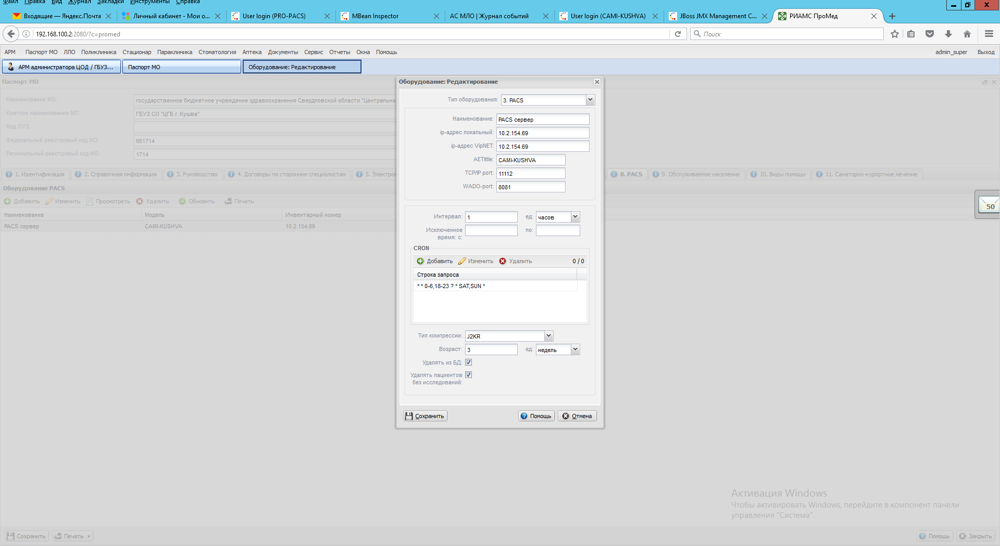 Файл Правка Вид Журнал Закладки Инструменты Справка
Входящие — Яндекс.Почта
Личный кабинет - Мои о...
User login (PRO-PACS)
MBean Inspector
АС МЛО | Журнал событий
User login (CAMI-KUSHVA)
JBoss JMX Management C...
РИАМС ПроМед
192.168.100.2:2080/?c=promed
Поиск
АРМ Паспорт МО ЛЛО Поликлиника Стационар Параклиника Стоматология Аптека Документы Сервис Отчеты Окна Помощь
admin_super Выход
АРМ администратора ЦОД / ГБУЗ...
Паспорт МО
Оборудование: Редактирование
Паспорт МО
Наименование МО: государственное бюджетное учреждение здравоохранения Свердловской области "Центральна
Краткое наименование МО: ГБУЗ СО "ЦГБ г. Кушва"
Код ОУЗ:
Федеральный реестровый код МО: 661714
Региональный реестровый код МО: 1714
1. Идентификация
2. Справочная информация
3. Руководство
4. Договоры по сторонним специалистам
5. Электрон
8. PACS
9. Обслуживаемое население
10. Виды помощи
11. Санаторно-курортное лечение
Оборудование PACS
Добавить Изменить Просмотреть Удалить Обновить Печать
Наименование Модель Инвентарный номер
PACS сервер CAMI-KUSHVA 10.2.154.69
50
Оборудование: Редактирование
Тип оборудования: 3. PACS
Наименование: PACS сервер
ip-адрес локальный: 10.2.154.69
ip-адрес VipNET: 10.2.154.69
AETittle: CAMI-KUSHVA
TCP/IP port: 11112
WADO-port: 8081
Интервал: 1 ед: часов
Исключенное время: с: по:
CRON
Добавить Изменить Удалить 0 / 0
Строка запроса
* * 0-6,18-23 ? * SAT,SUN *
Тип компрессии: J2KR
Возраст: 3 ед: недель
Удалять из БД:
Удалять пациентов
без исследований:
Сохранить Помощь Отмена
Активация Windows
Чтобы активировать Windows, перейдите в компонент панели
управления "Система".
Сохранить Печать Помощь Закрыть